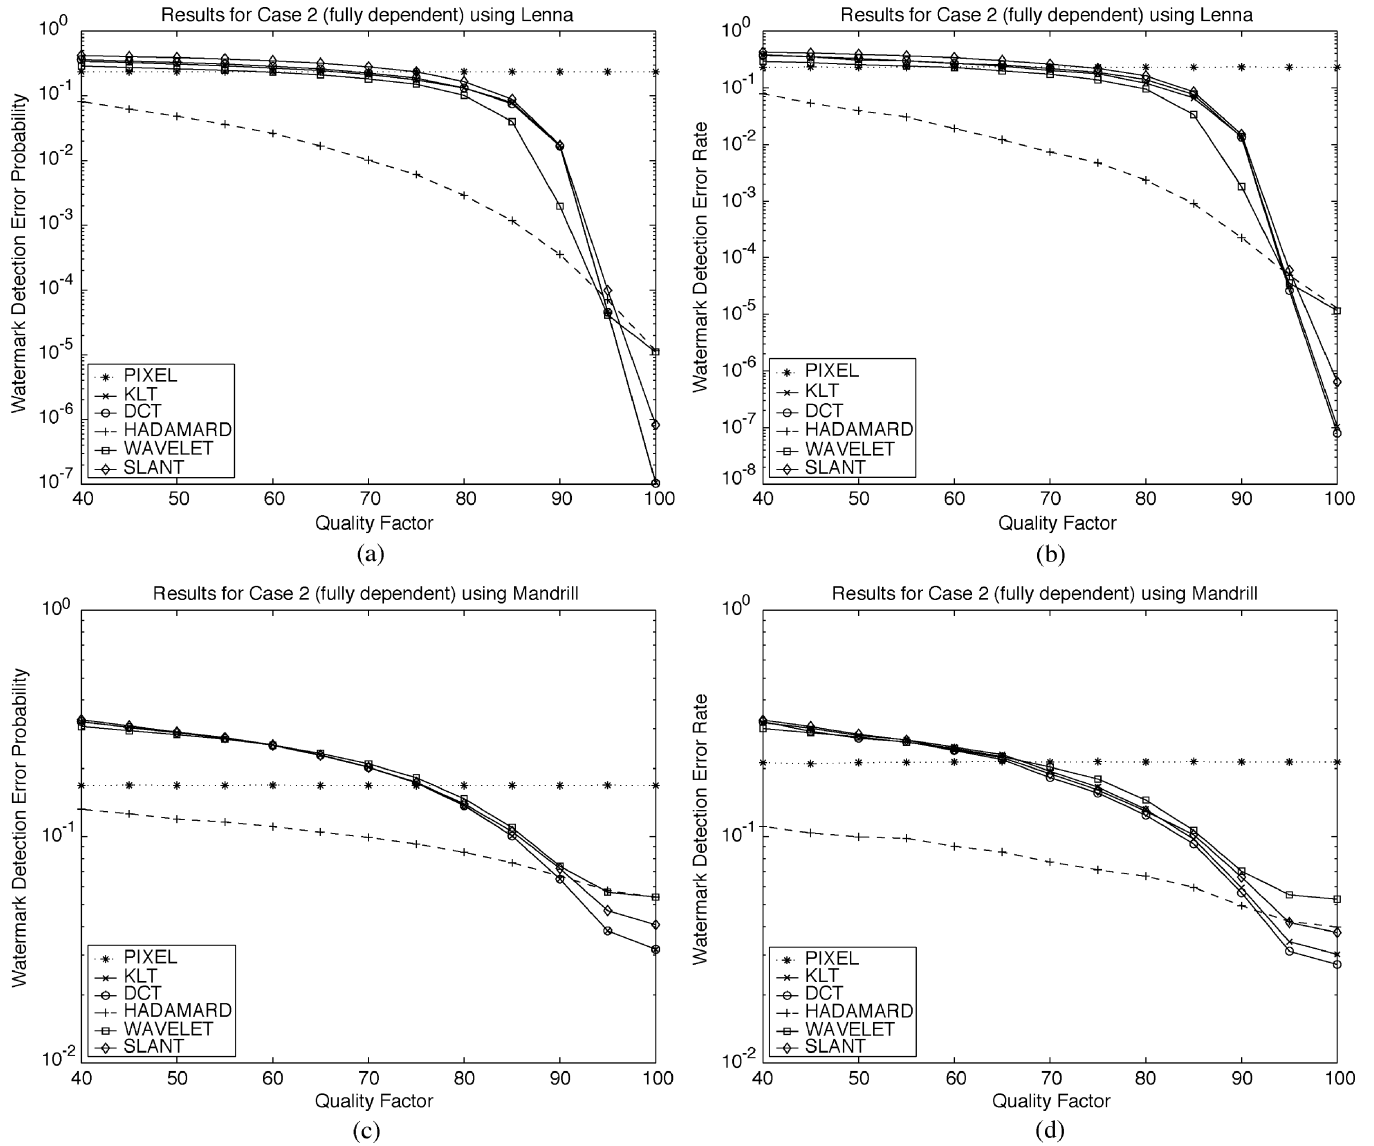 Results for Case 2 (fully dependent) using Lenna
Watermark Detection Error Probability
10^0
10^-1
10^-2
10^-3
10^-4
10^-5
10^-6
10^-7
PIXEL
KLT
DCT
HADAMARD
WAVELET
SLANT
40 50 60 70 80 90 100
Quality Factor
(a)
Results for Case 2 (fully dependent) using Lenna
Watermark Detection Error Rate
10^0
10^-1
10^-2
10^-3
10^-4
10^-5
10^-6
10^-7
10^-8
PIXEL
KLT
DCT
HADAMARD
WAVELET
SLANT
40 50 60 70 80 90 100
Quality Factor
(b)
Results for Case 2 (fully dependent) using Mandrill
Watermark Detection Error Probability
10^0
10^-1
10^-2
PIXEL
KLT
DCT
HADAMARD
WAVELET
SLANT
40 50 60 70 80 90 100
Quality Factor
(c)
Results for Case 2 (fully dependent) using Mandrill
Watermark Detection Error Rate
10^0
10^-1
10^-2
PIXEL
KLT
DCT
HADAMARD
WAVELET
SLANT
40 50 60 70 80 90 100
Quality Factor
(d)